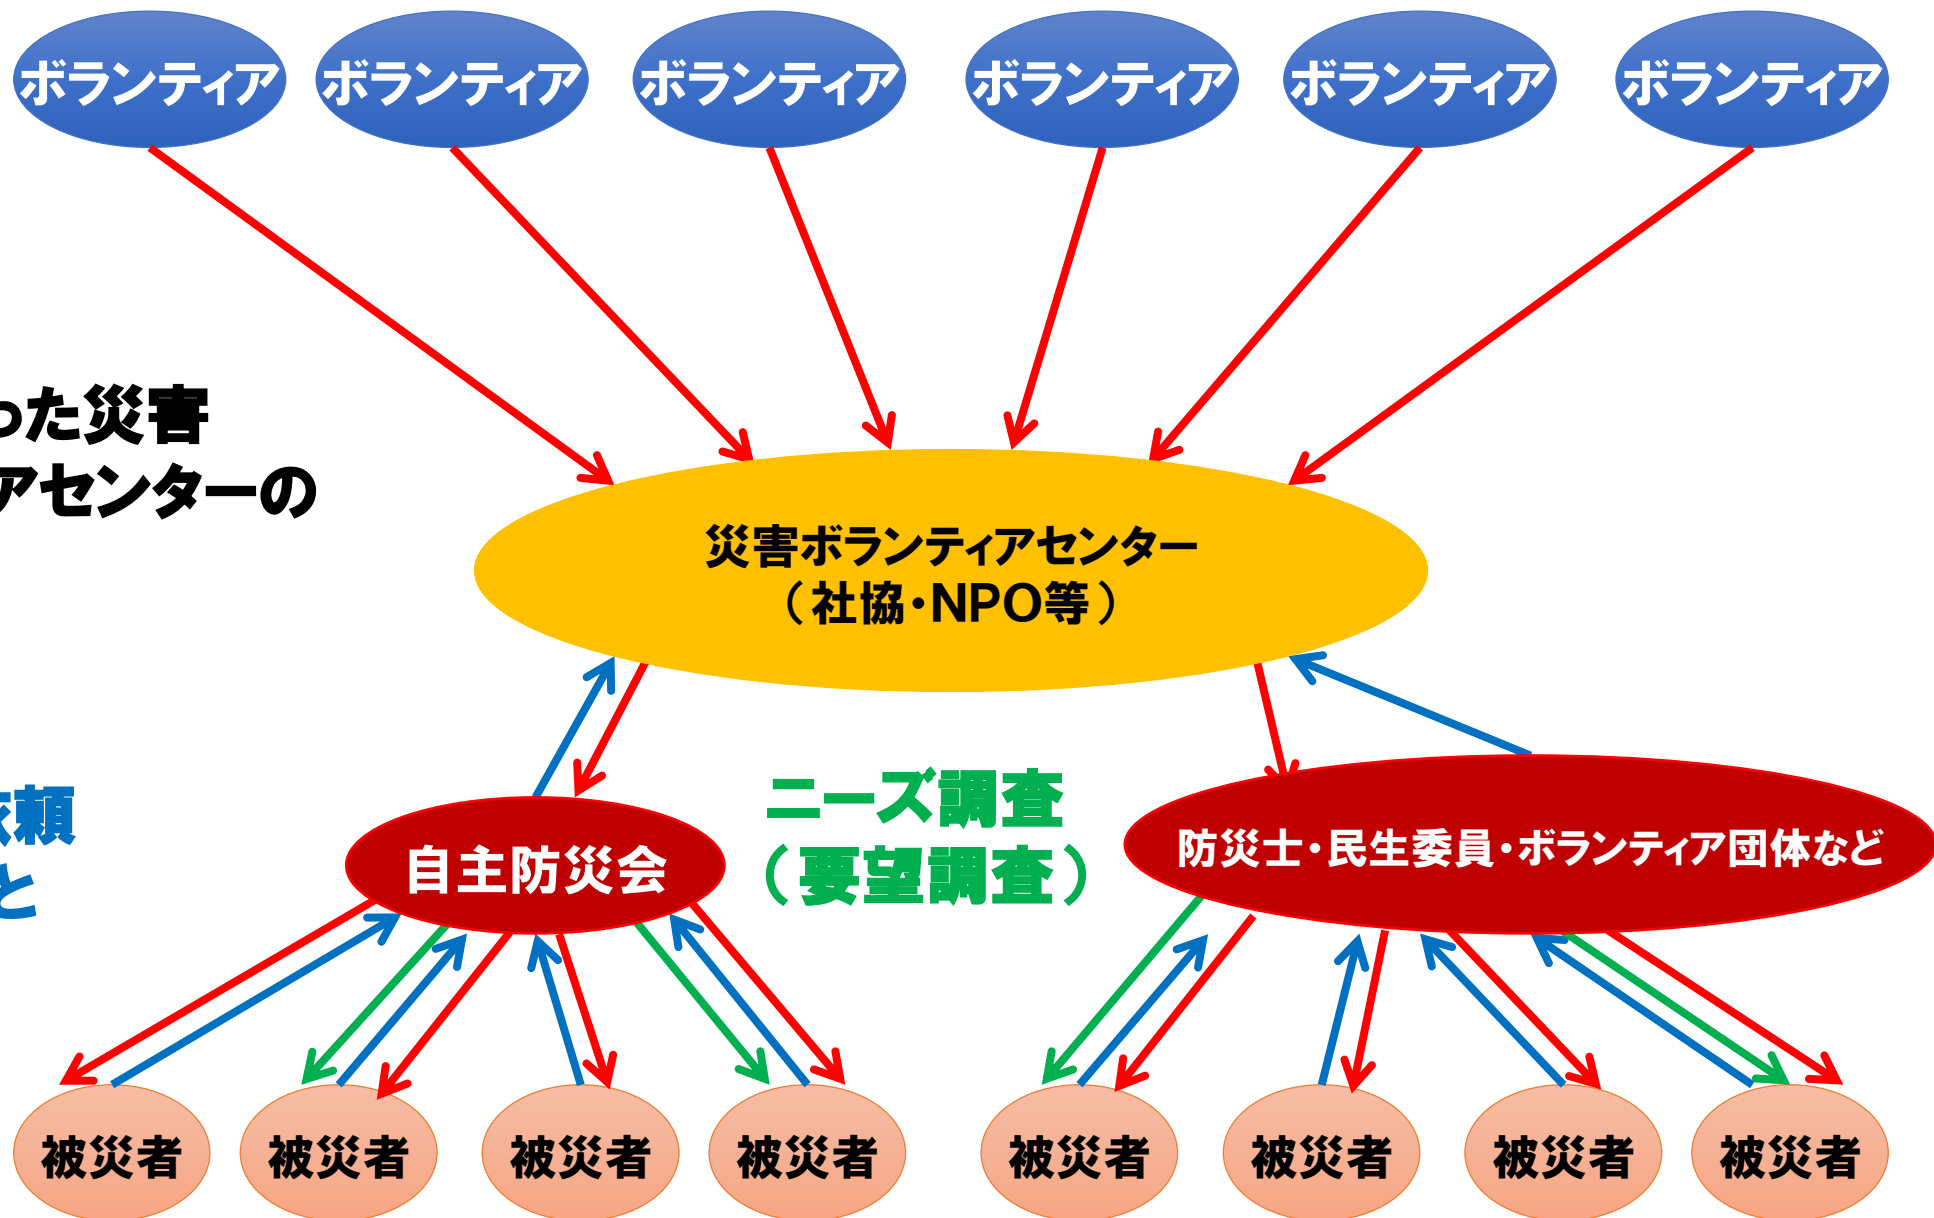 ボランティア
ボランティア
ボランティア
ボランティア
ボランティア
ボランティア
った災害
アセンターの
災害ボランティアセンター
（社協・NPO等）
依頼
と
ニーズ調査
（要望調査）
自主防災会
防災士・民生委員・ボランティア団体など
被災者
被災者
被災者
被災者
被災者
被災者
被災者
被災者